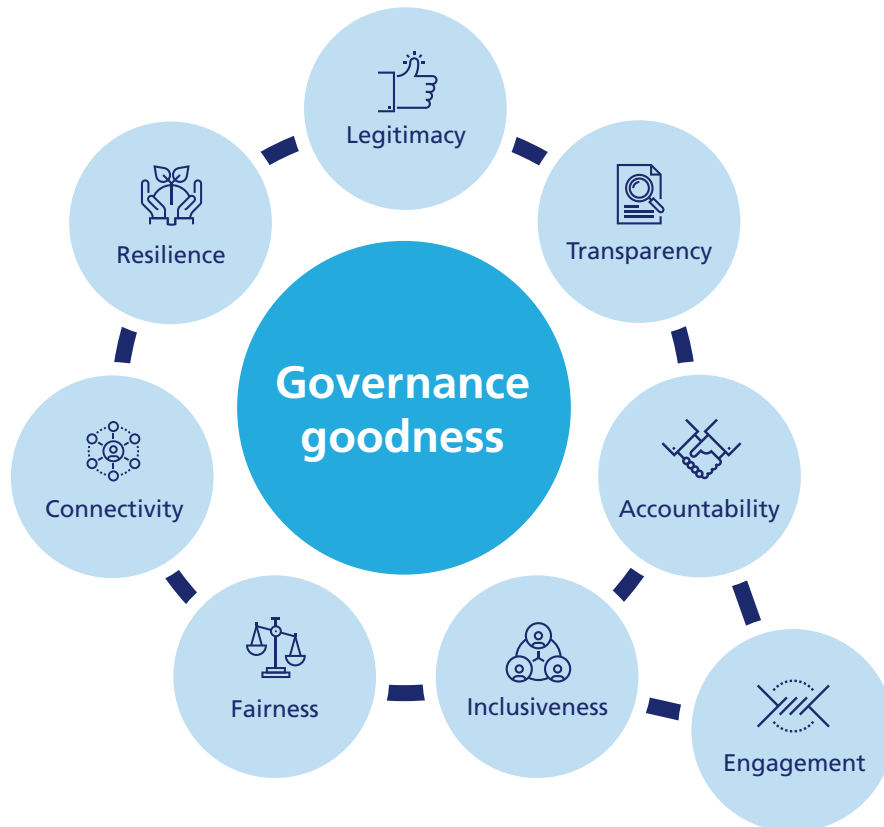 Legitimacy
Resilience
Transparency
Governance
goodness
Connectivity
Accountability
Fairness
Inclusiveness
Engagement